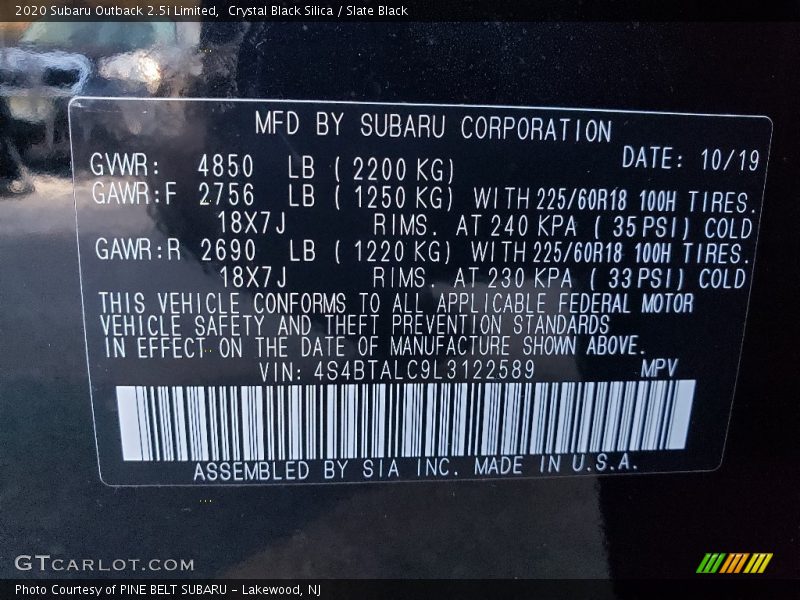 2020 Subaru Outback 2.5i Limited, Crystal Black Silica / Slate Black
MFD BY SUBARU CORPORATION
DATE: 10/19
GVWR: 4850 LB ( 2200 KG)
GAWR:F 2756 LB ( 1250 KG) WITH 225/60R18 100H TIRES.
18X7J RIMS. AT 240 KPA ( 35 PSI) COLD
GAWR:R 2690 LB ( 1220 KG) WITH 225/60R18 100H TIRES.
18X7J RIMS. AT 230 KPA ( 33 PSI) COLD
THIS VEHICLE CONFORMS TO ALL APPLICABLE FEDERAL MOTOR
VEHICLE SAFETY AND THEFT PREVENTION STANDARDS
IN EFFECT ON THE DATE OF MANUFACTURE SHOWN ABOVE.
VIN: 4S4BTALC9L3122589 MPV
ASSEMBLED BY SIA INC. MADE IN U.S.A.
GTCARLOT.COM
Photo Courtesy of PINE BELT SUBARU - Lakewood, NJ